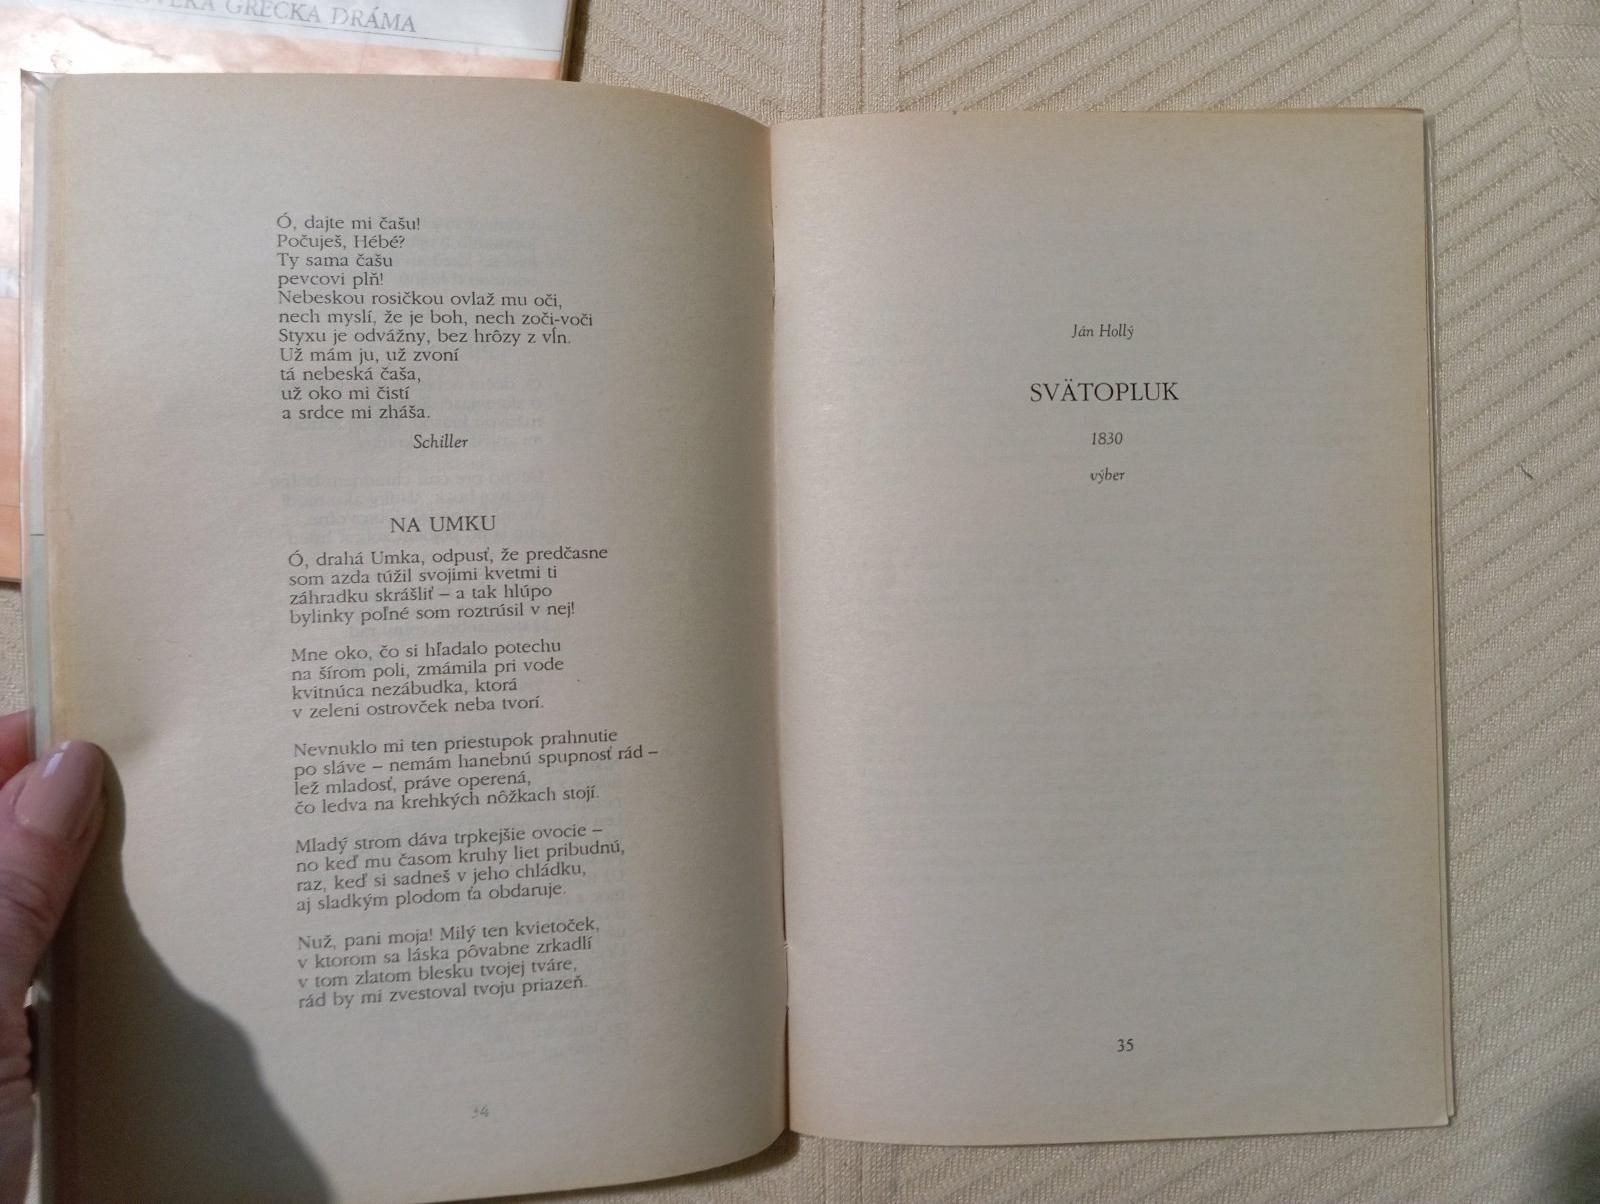 GRÉCKA DRÁMA
Ó, dajte mi čašu!
Počuješ, Hébé?
Ty sama čašu
pevcovi plň!
Nebeskou rosičkou ovlaž mu oči,
nech myslí, že je boh, nech zoči-voči
Styxu je odvážny, bez hrôzy z vĺn.
Už mám ju, už zvoní
tá nebeská čaša,
už oko mi čistí
a srdce mi zháša.
Schiller
NA UMKU
Ó, drahá Umka, odpusť, že predčasne
som azda túžil svojimi kvetmi ti
záhradku skrášliť – a tak hlúpo
bylinky poľné som roztrúsil v nej!
Mne oko, čo si hľadalo potechu
na šírom poli, zmámila pri vode
kvitnúca nezábudka, ktorá
v zeleni ostrovček neba tvorí.
Nevnuklo mi ten priestupok prahnutie
po sláve – nemám hanebnú spupnosť rád –
lež mladosť, práve operená,
čo ledva na krehkých nôžkach stojí.
Mladý strom dáva trpkejšie ovocie –
no keď mu časom kruhy liet pribudnú,
raz, keď si sadneš v jeho chládku,
aj sladkým plodom ťa obdaruje.
Nuž, pani moja! Milý ten kvietoček,
v ktorom sa láska pôvabne zrkadlí
v tom zlatom blesku tvojej tváre,
rád by mi zvestoval tvoju priazeň.
34
Ján Hollý
SVÄTOPLUK
1830
výber
35